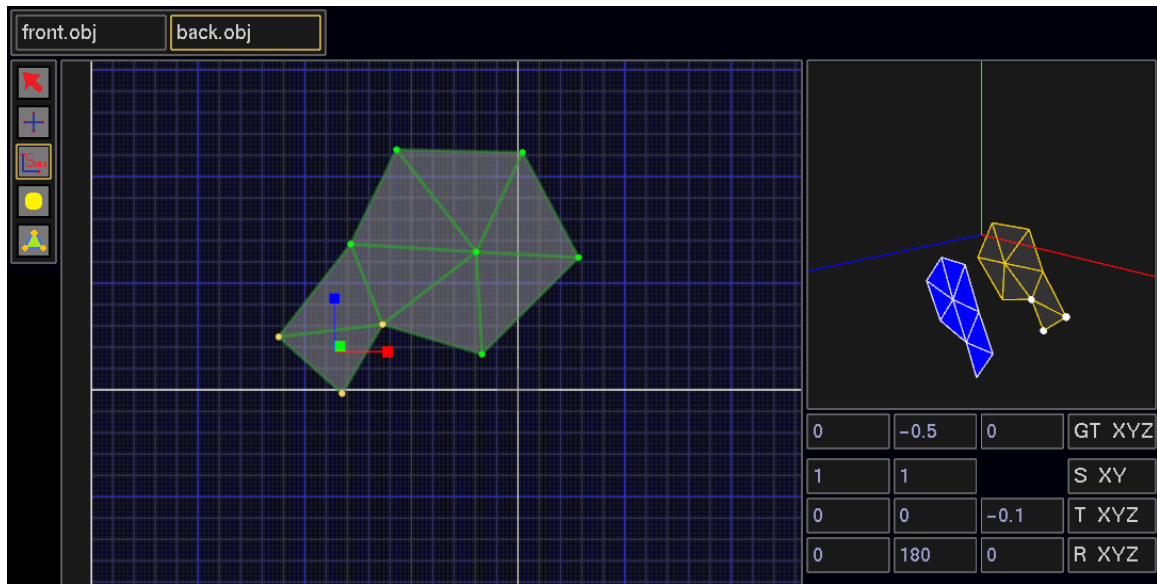 front.obj back.obj
0 −0.5 0 GT XYZ
1 1 S XY
0 0 −0.1 T XYZ
0 180 0 R XYZ